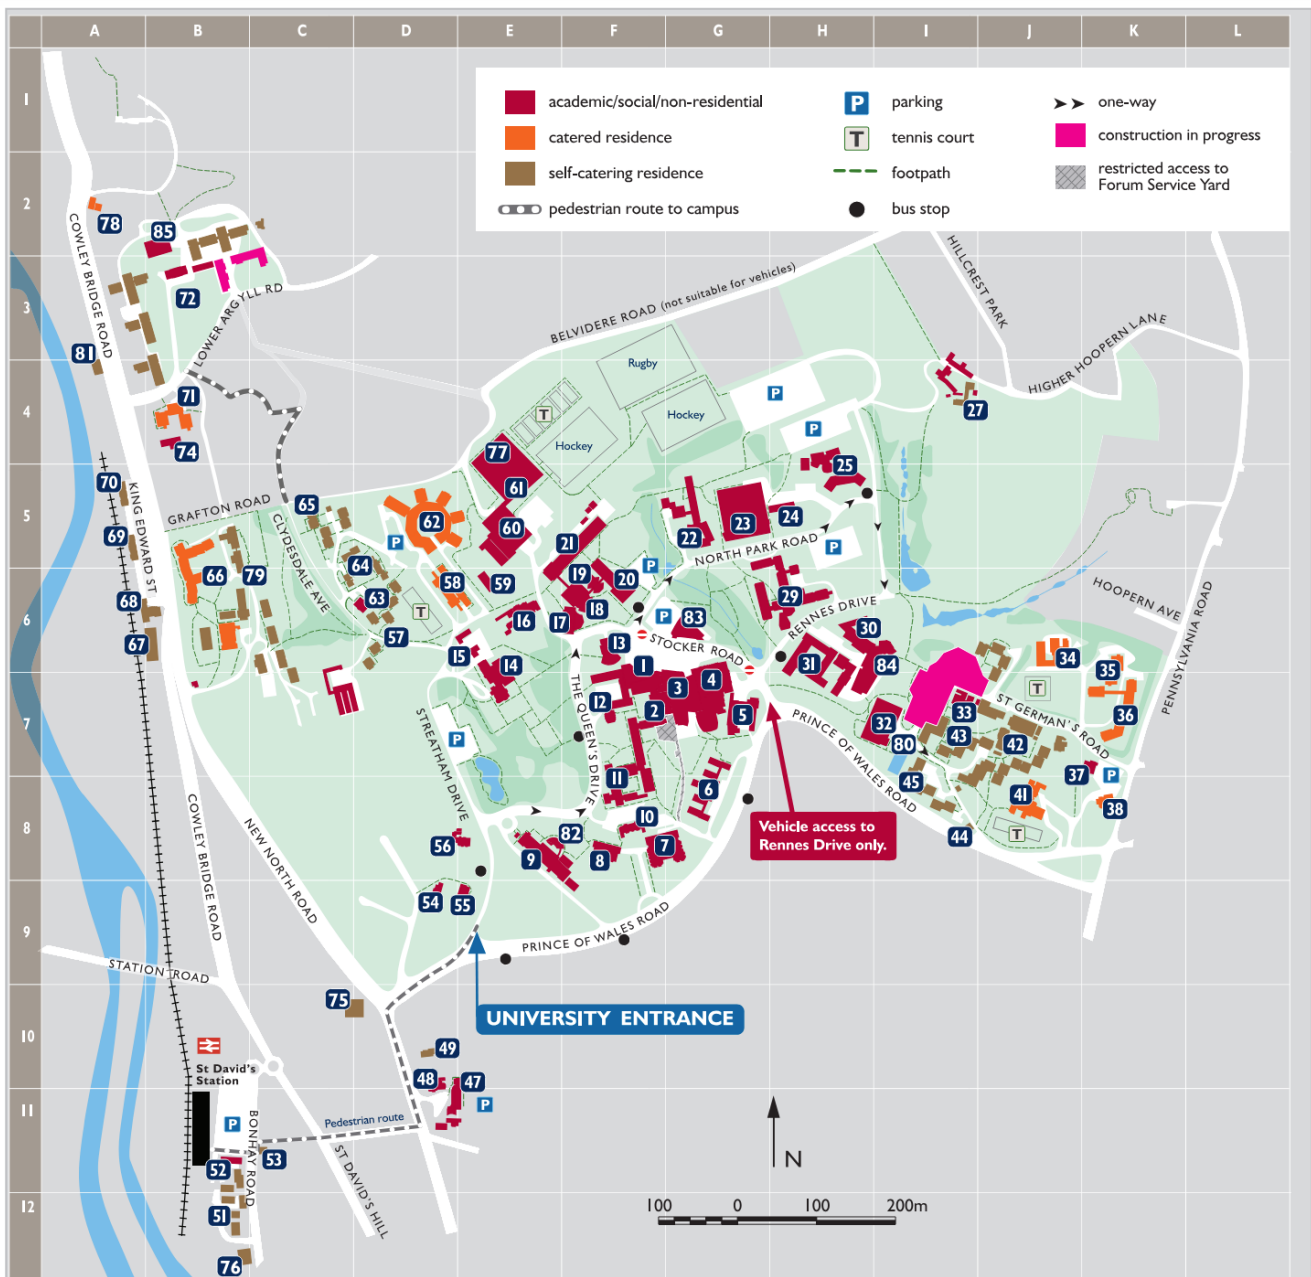 A B C D E F G H I J K L
1
2
3
4
5
6
7
8
9
10
11
12
academic/social/non-residential
catered residence
self-catering residence
pedestrian route to campus
P parking
T tennis court
footpath
bus stop
one-way
construction in progress
restricted access to
Forum Service Yard
78
85
72
81
71
74
COWLEY BRIDGE ROAD
LOWER ARGYLL RD
BELVIDERE ROAD (not suitable for vehicles)
HILLCREST PARK
HIGHER HOOPERN LANE
Rugby
Hockey
Hockey
T
P
P
27
77
61
25
70
69
68
67
KING EDWARD ST
GRAFTON ROAD
CLYDESDALE AVE
65
62
P
60
21
22
23
24
NORTH PARK ROAD
P
P
66
79
64
63
58
59
57
T
19
20
18
17
16
15
14
13
P
83
STOCKER ROAD
29
RENNES DRIVE
30
31
84
HOOPERN AVE
PENNSYLVANIA ROAD
34
35
36
T
ST GERMAN'S ROAD
1
2
3
4
5
12
THE QUEEN'S DRIVE
STREATHAM DRIVE
P
32
33
80
43
42
45
41
37
P
38
44
T
PRINCE OF WALES ROAD
11
6
10
82
9
8
7
56
54
55
Vehicle access to
Rennes Drive only.
COWLEY BRIDGE ROAD
NEW NORTH ROAD
PRINCE OF WALES ROAD
STATION ROAD
75
UNIVERSITY ENTRANCE
St David's
Station
49
48
47
P
P
Pedestrian route
BONHAY ROAD
ST DAVID'S HILL
52
53
51
76
N
100 0 100 200m